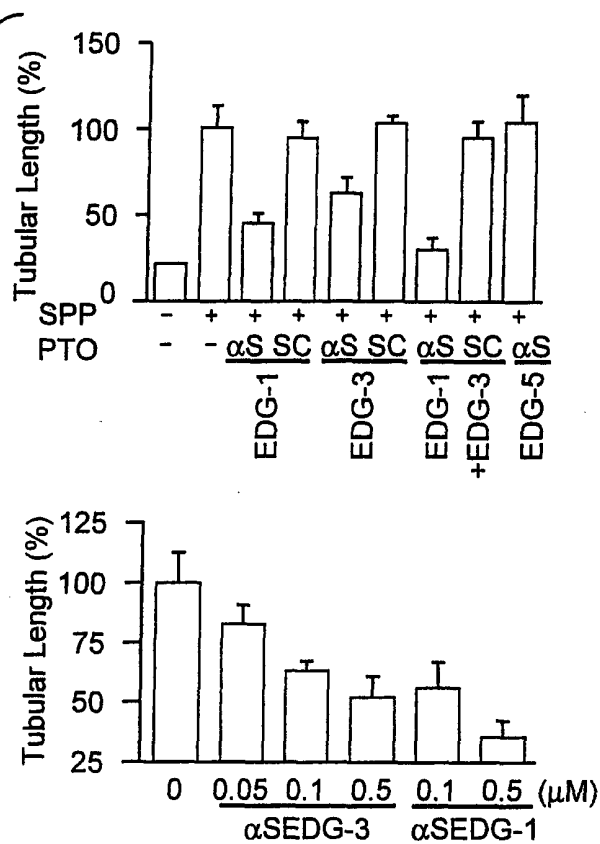 150
100
50
0
Tubular Length (%)
SPP - + + + + + + + +
PTO - - αS SC αS SC αS SC αS
EDG-1
EDG-3
EDG-1
+EDG-3
EDG-5
125
100
75
50
25
Tubular Length (%)
0 0.05 0.1 0.5 0.1 0.5 (μM)
αSEDG-3 αSEDG-1